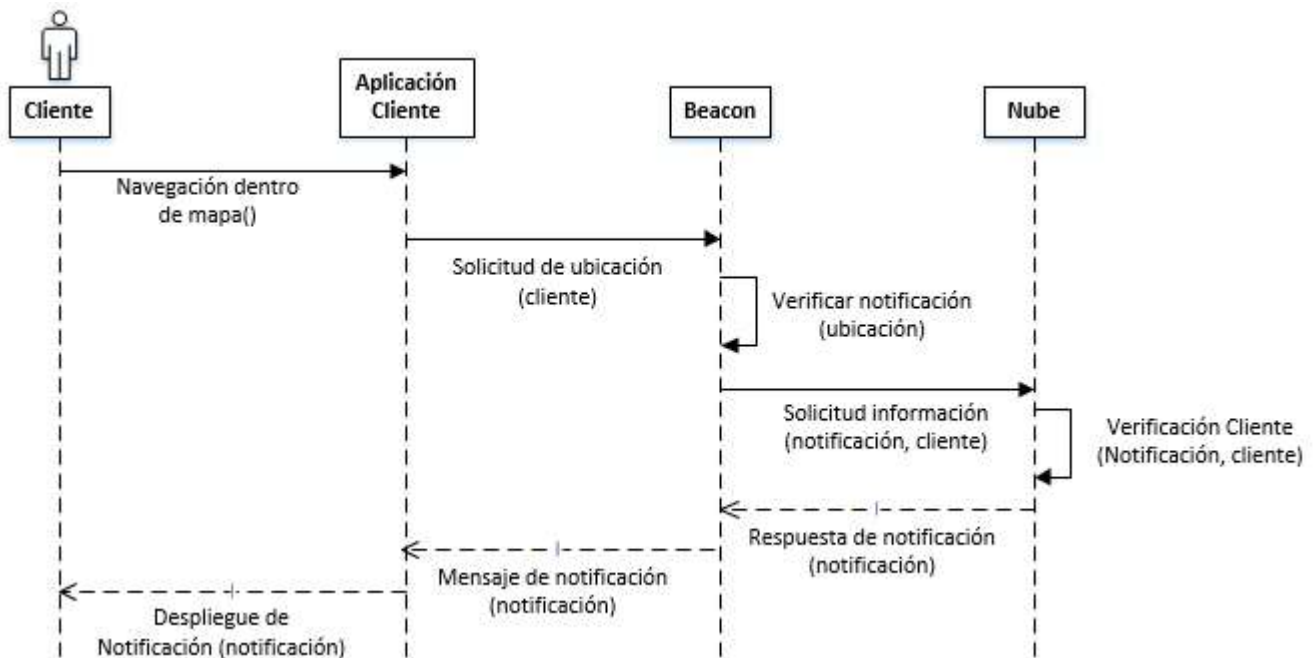 Cliente
Aplicación
Cliente
Beacon
Nube
Navegación dentro
de mapa()
Solicitud de ubicación
(cliente)
Verificar notificación
(ubicación)
Solicitud información
(notificación, cliente)
Verificación Cliente
(Notificación, cliente)
Respuesta de notificación
(notificación)
Mensaje de notificación
(notificación)
Despliegue de
Notificación (notificación)